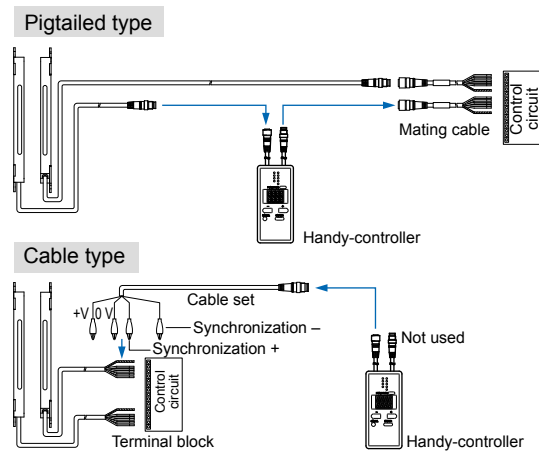 Pigtailed type
Mating cable
Control
circuit
Handy-controller
Cable type
Cable set
+V 0 V
Synchronization –
Synchronization +
Not used
Control
circuit
Terminal block
Handy-controller